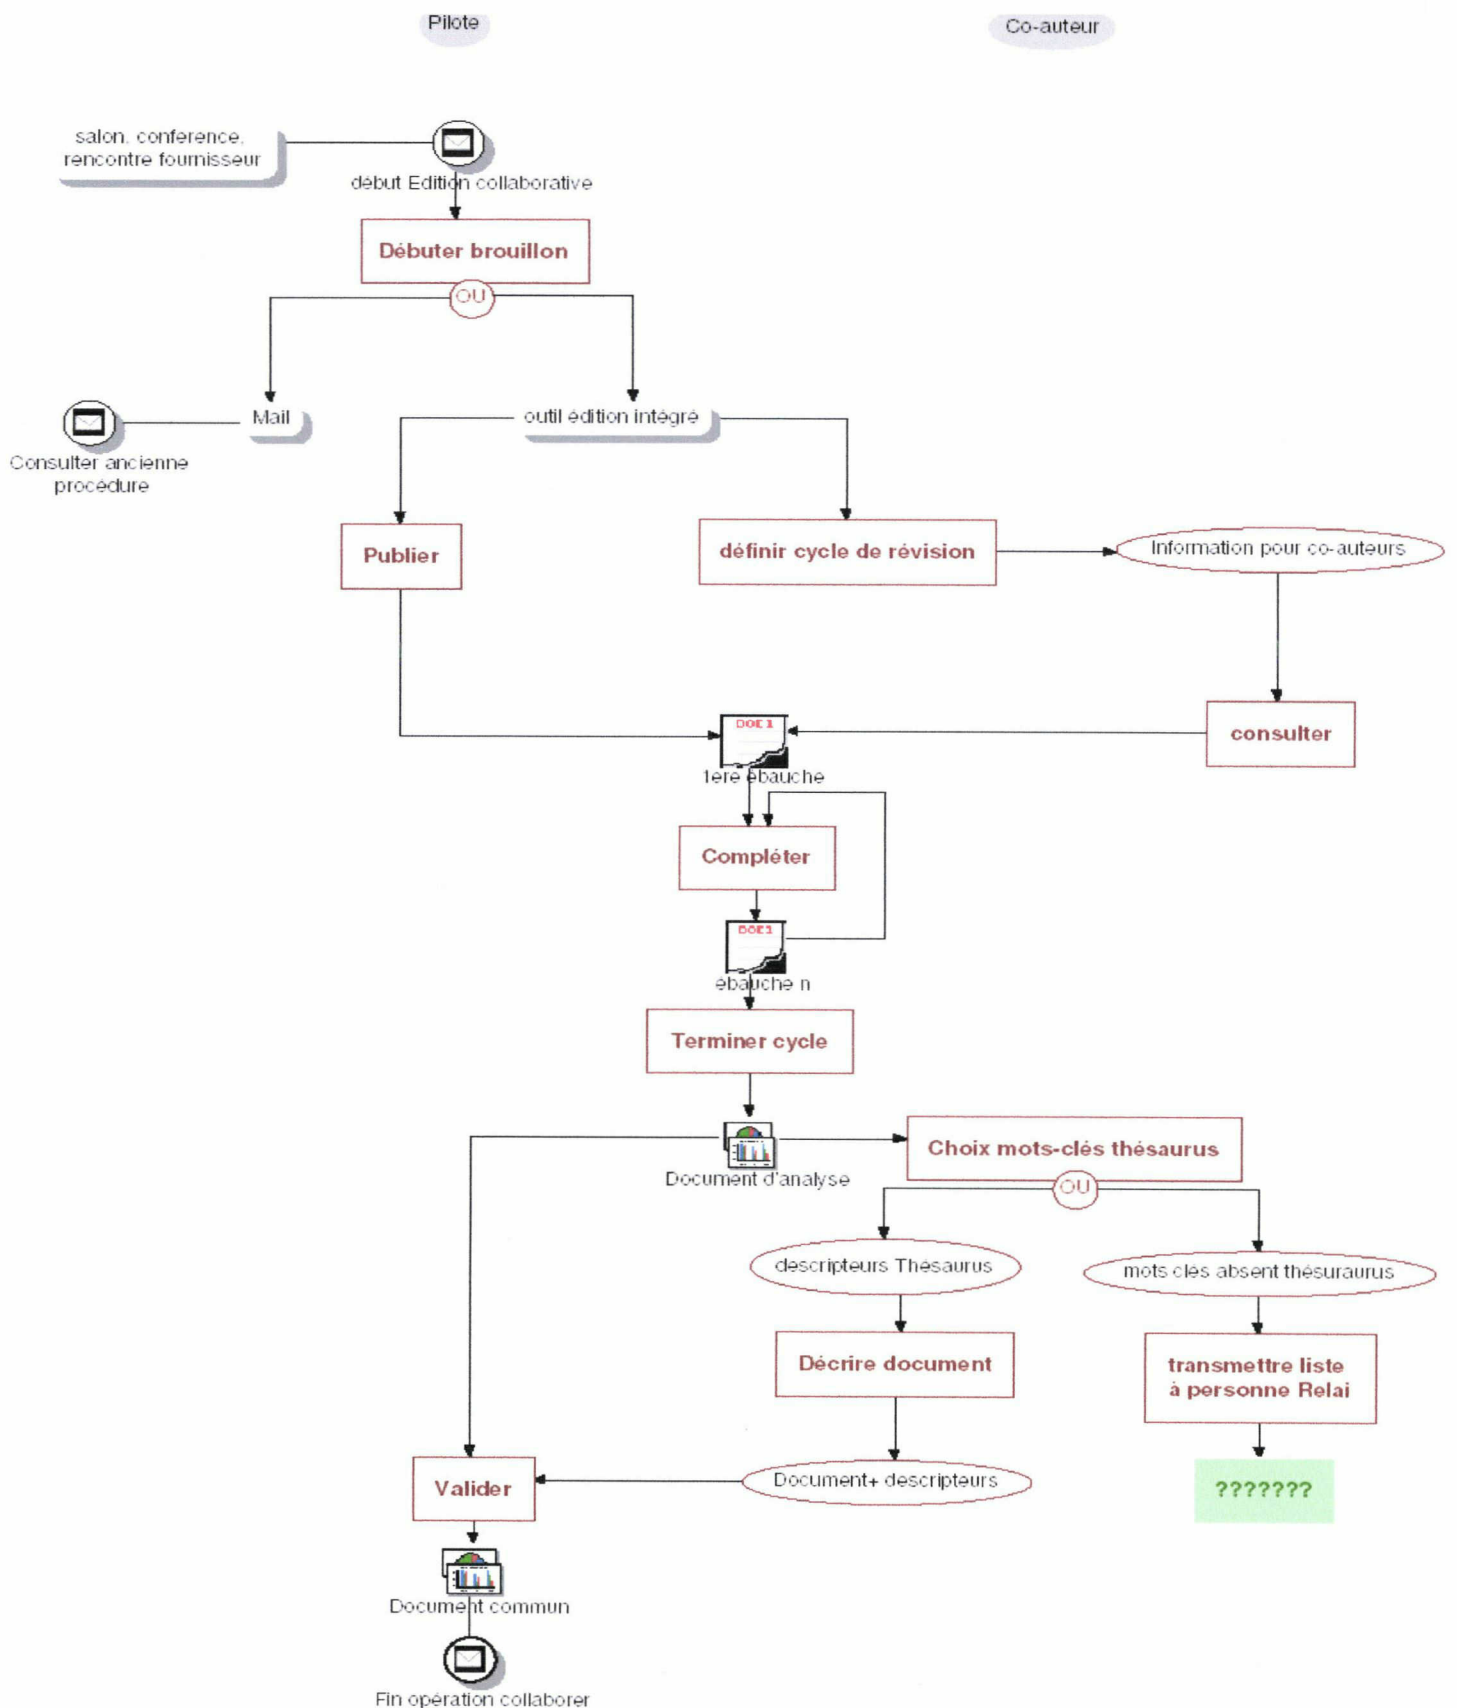 Pilote
Co-auteur
salon, conference,
rencontre fournisseur
début Edition collaborative
Débuter brouillon
OU
Mail
outil édition intégré
Consulter ancienne
procédure
Publier
définir cycle de révision
Information pour co-auteurs
DOC1
1ere ébauche
consulter
Compléter
DOC1
ébauche n
Terminer cycle
Document d'analyse
Choix mots-clés thésaurus
OU
descripteurs Thésaurus
mots clés absent thésuraurus
Décrire document
transmettre liste
à personne Relai
Valider
Document+ descripteurs
???????
Document commun
Fin opération collaborer